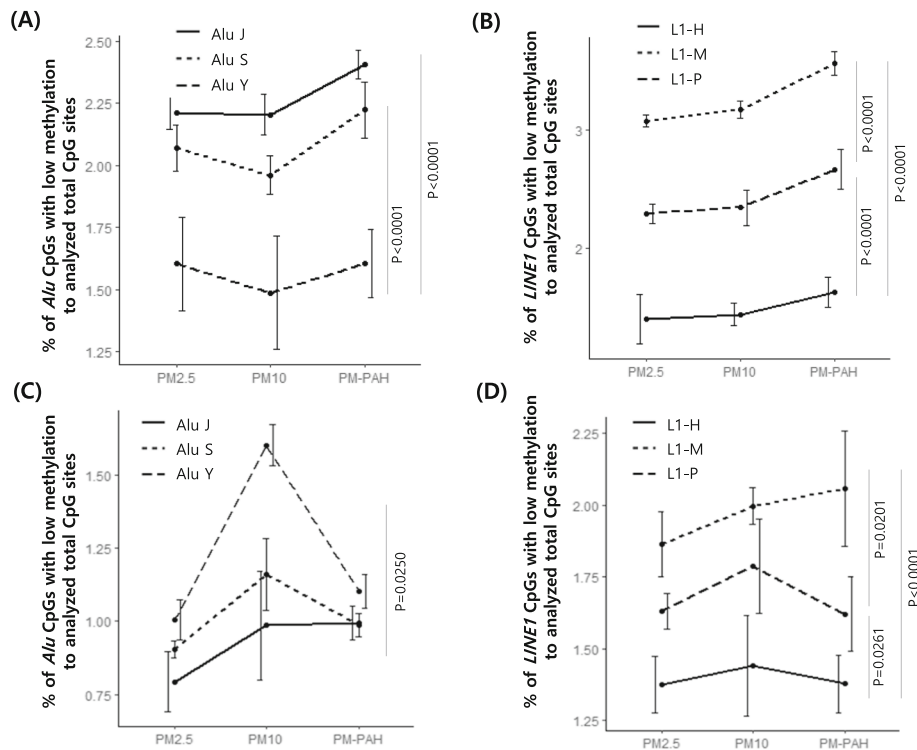 (A)
Alu J
Alu S
Alu Y
% of Alu CpGs with low methylation
to analyzed total CpG sites
2.50
2.25
2.00
1.75
1.50
1.25
PM2.5
PM10
PM-PAH
P<0.0001
P<0.0001
(B)
L1-H
L1-M
L1-P
% of LINE1 CpGs with low methylation
to analyzed total CpG sites
3
2
PM2.5
PM10
PM-PAH
P<0.0001
P<0.0001
P<0.0001
(C)
Alu J
Alu S
Alu Y
% of Alu CpGs with low methylation
to analyzed total CpG sites
1.50
1.25
1.00
0.75
PM2.5
PM10
PM-PAH
P=0.0250
(D)
L1-H
L1-M
L1-P
% of LINE1 CpGs with low methylation
to analyzed total CpG sites
2.25
2.00
1.75
1.50
1.25
PM2.5
PM10
PM-PAH
P=0.0201
P=0.0261
P<0.0001